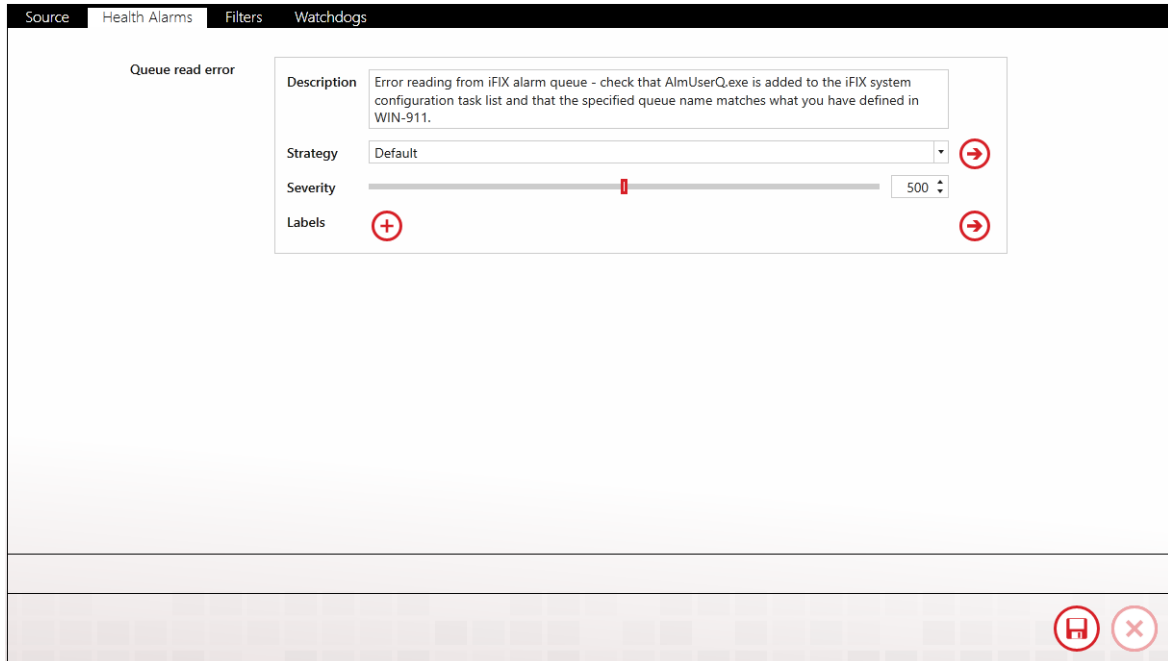 Source Health Alarms Filters Watchdogs
Queue read error
Description Error reading from iFIX alarm queue - check that AlmUserQ.exe is added to the iFIX system
configuration task list and that the specified queue name matches what you have defined in
WIN-911.
Strategy Default
Severity 500
Labels